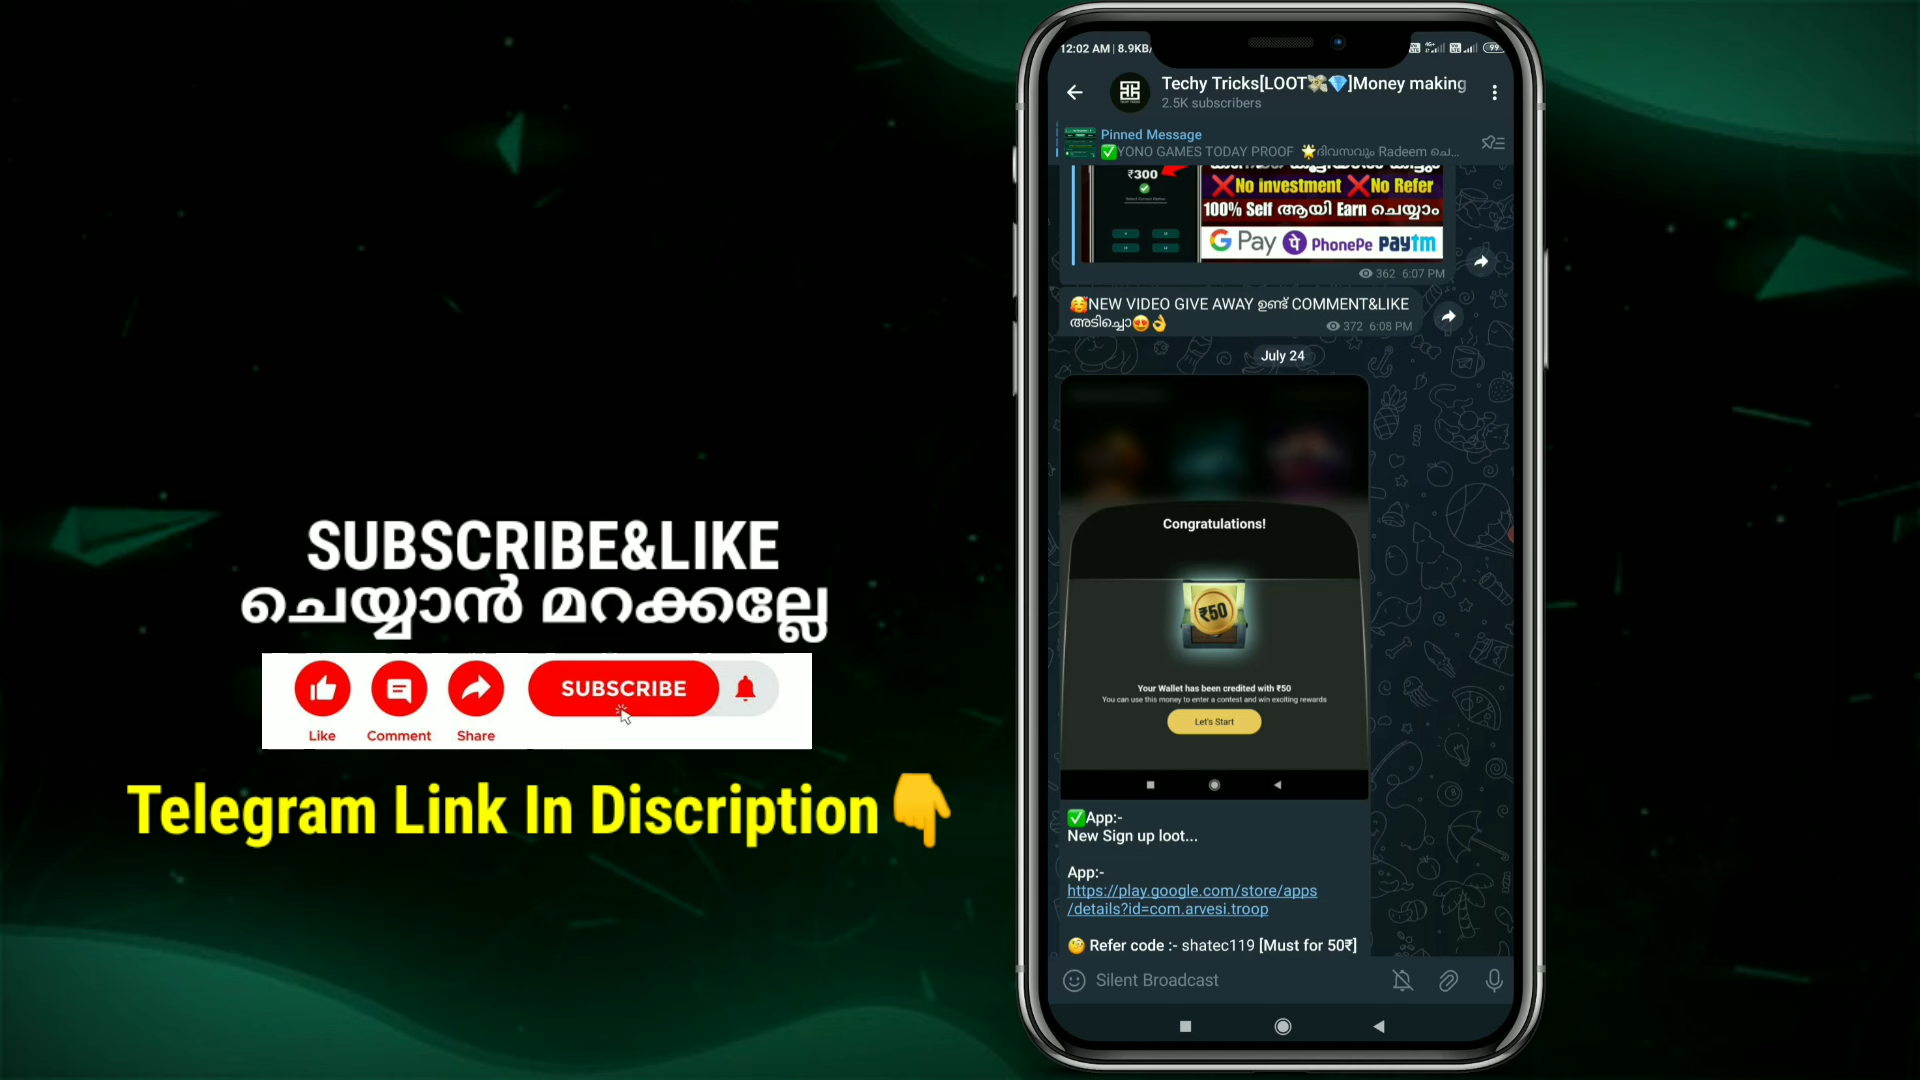 SUBSCRIBE&LIKE
ചെയ്യാൻ മറക്കല്ലേ
SUBSCRIBE
Like Comment Share
Telegram Link In Discription👇
12:02 AM | 8.9KB/
99
Techy Tricks[LOOT💸💎]Money making
2.5K subscribers
Pinned Message
✅YONO GAMES TODAY PROOF 🌟ദിവസവും Radeem ചെ...
₹300
❌No investment ❌No Refer
100% Self ആയി Earn ചെയ്യാം
G Pay PhonePe paytm
362 6:07 PM
🥰NEW VIDEO GIVE AWAY ഉണ്ട് COMMENT&LIKE
അടിച്ചൊ😍👌
372 6:08 PM
July 24
Congratulations!
₹50
Your Wallet has been credited with ₹50
You can use this money to enter a contest and win exciting rewards
Let's Start
✅App:-
New Sign up loot...
App:-
https://play.google.com/store/apps
/details?id=com.arvesi.troop
🧐 Refer code :- shatec119 [Must for 50₹]
Silent Broadcast